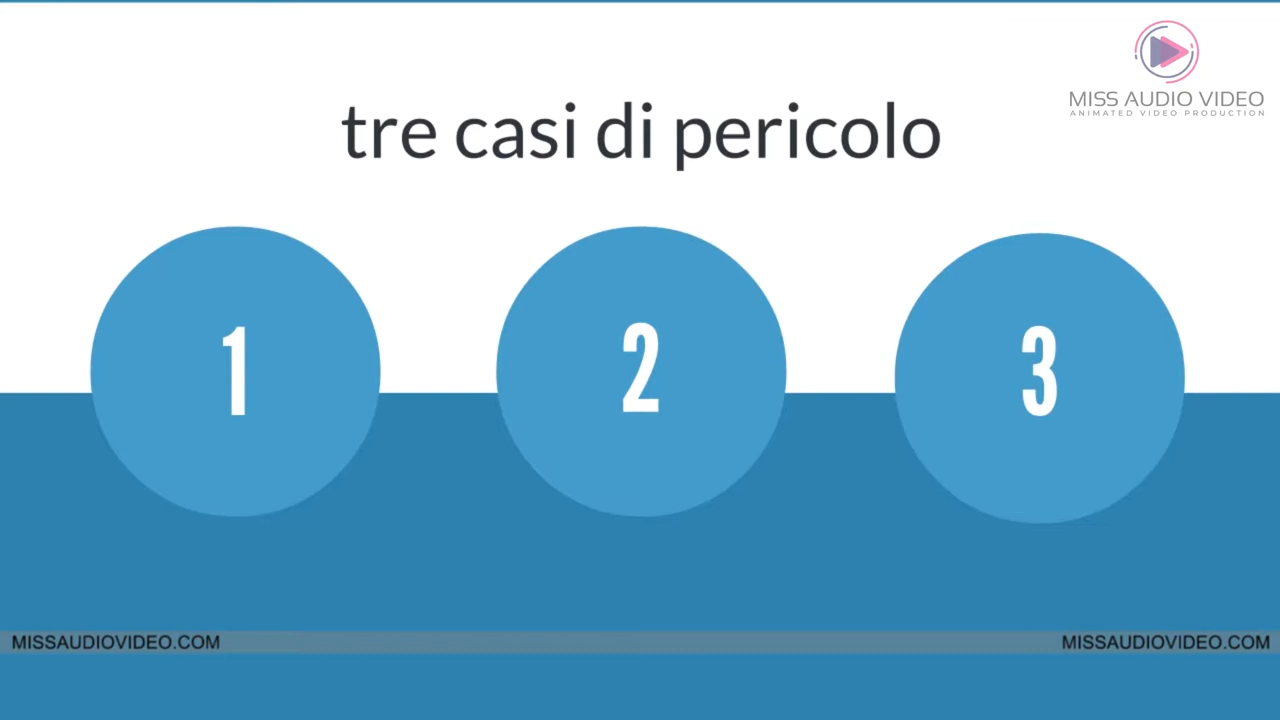 MISS AUDIO VIDEO
ANIMATED VIDEO PRODUCTION
tre casi di pericolo
1
2
3
MISSAUDIOVIDEO.COM
MISSAUDIOVIDEO.COM